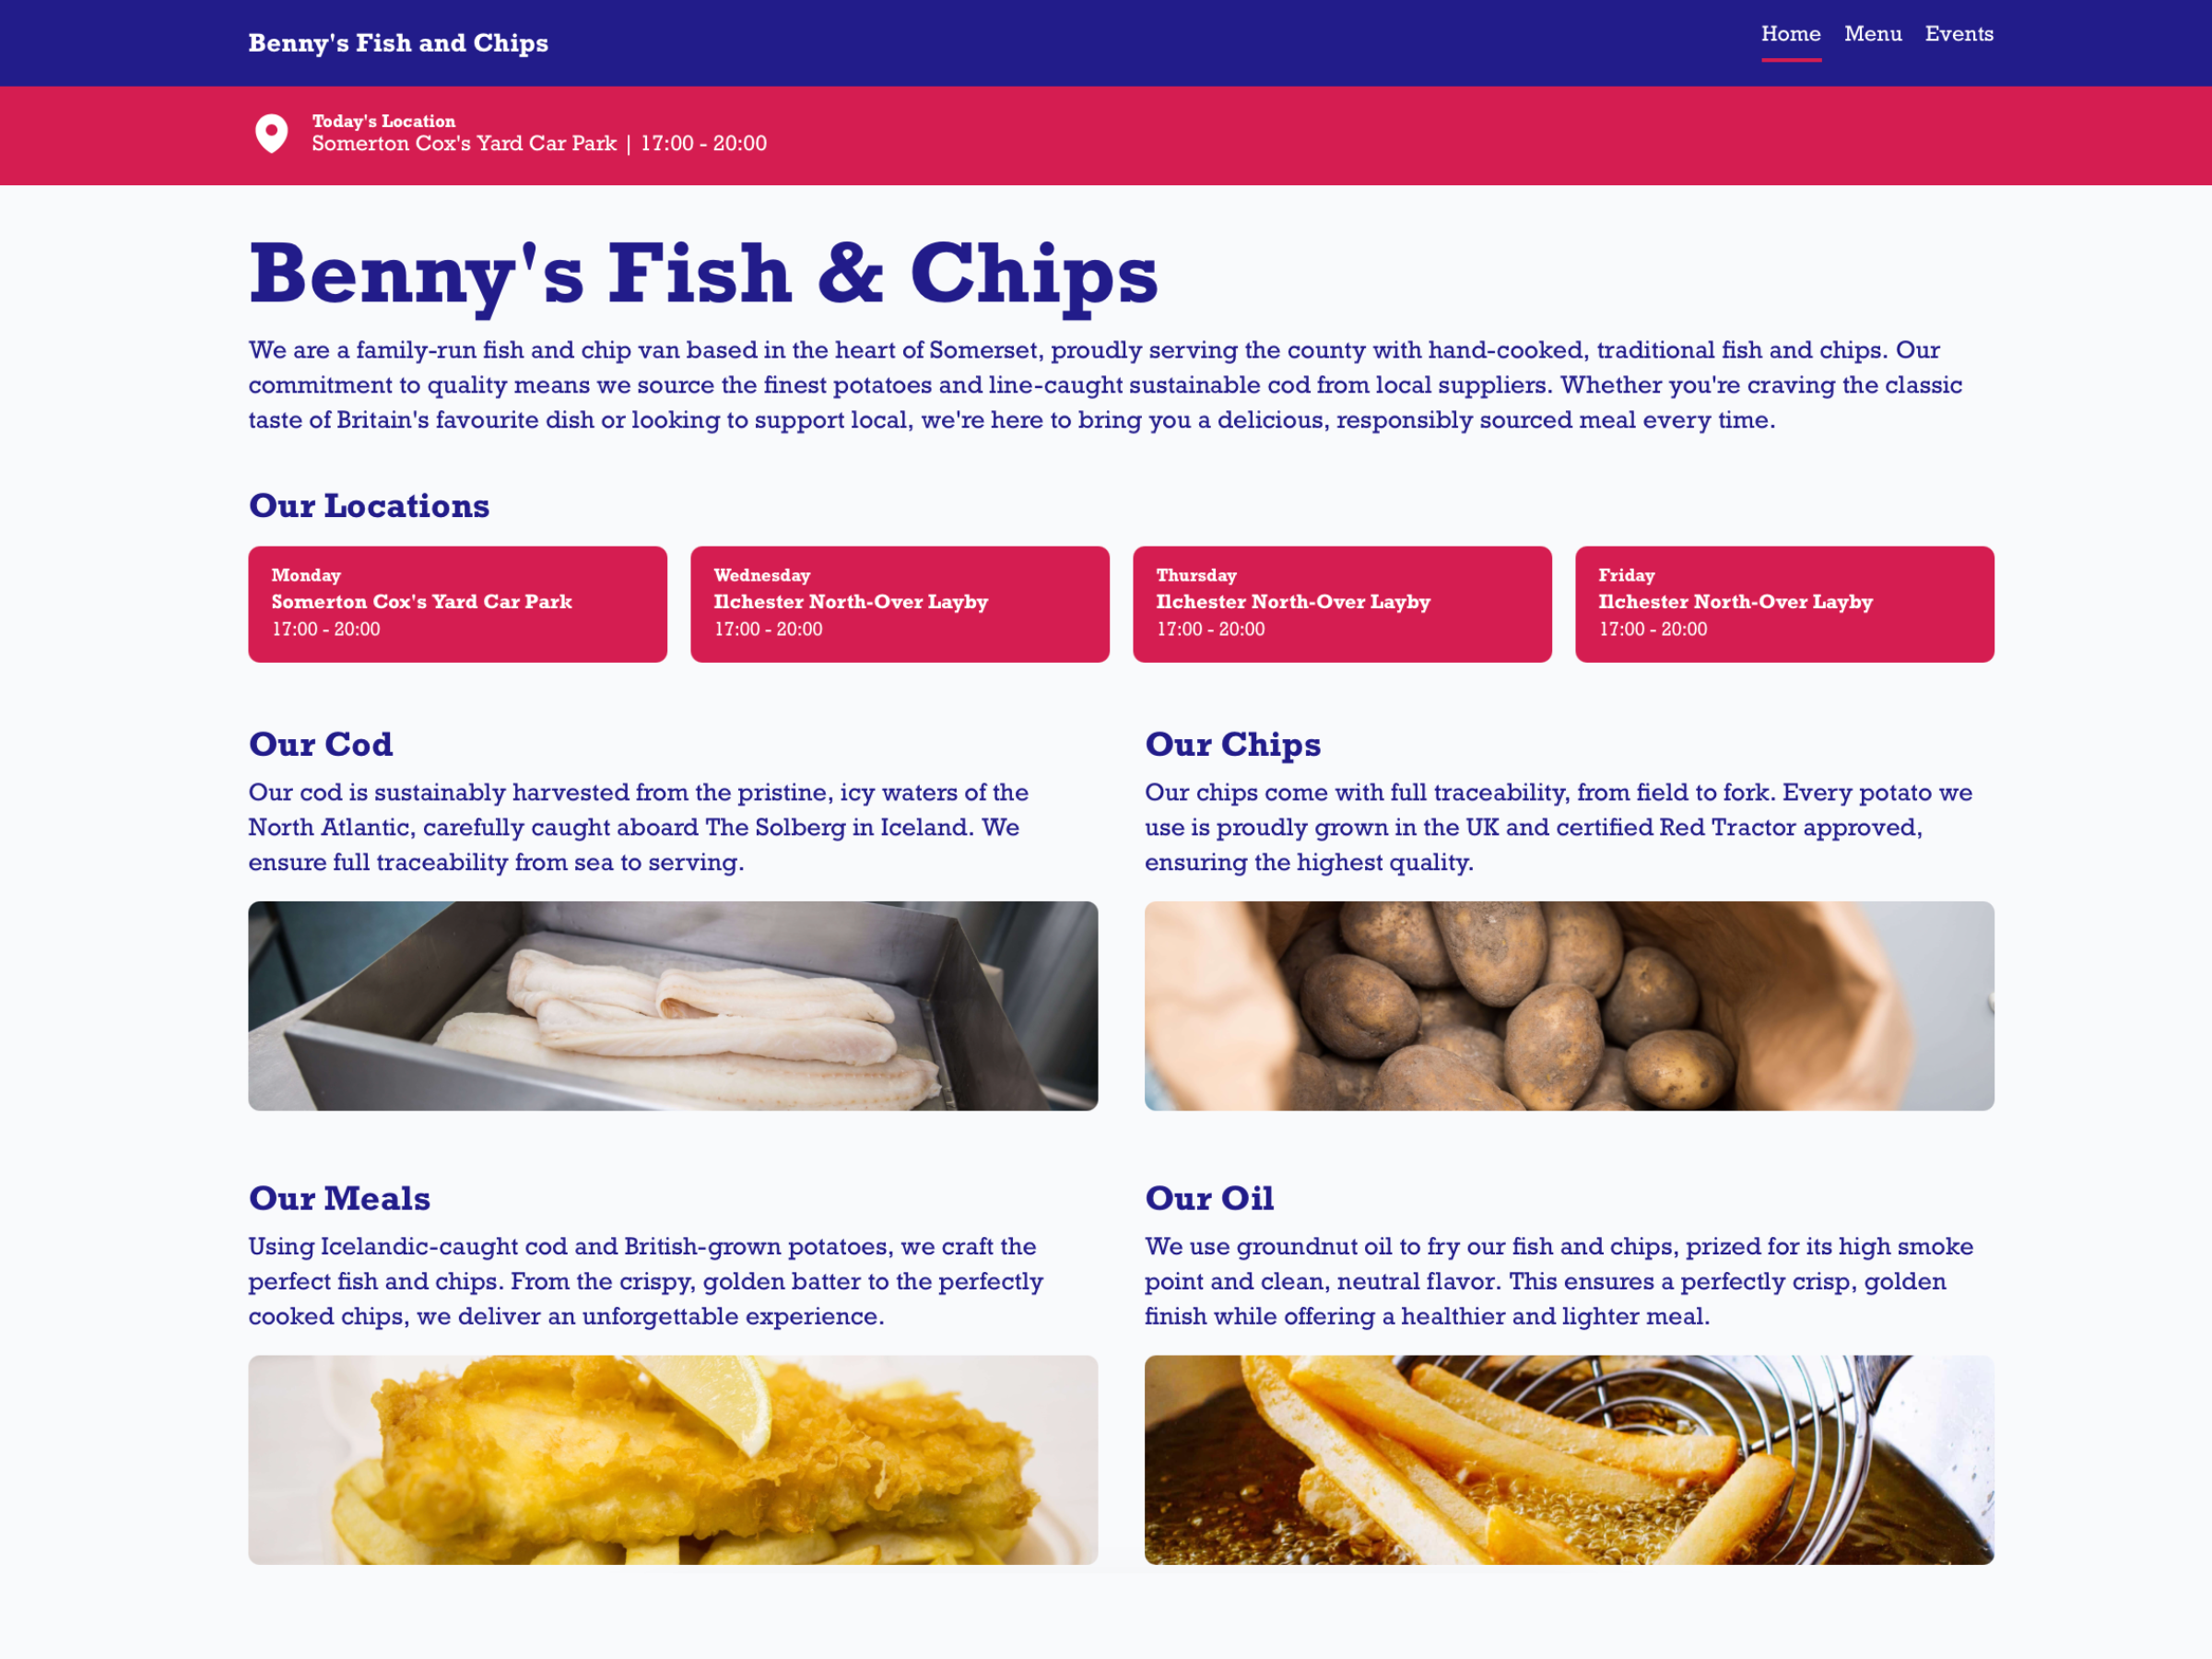 Benny's Fish and Chips
Home Menu Events
Today's Location
Somerton Cox's Yard Car Park | 17:00 - 20:00
Benny's Fish & Chips
We are a family-run fish and chip van based in the heart of Somerset, proudly serving the county with hand-cooked, traditional fish and chips. Our
commitment to quality means we source the finest potatoes and line-caught sustainable cod from local suppliers. Whether you're craving the classic
taste of Britain's favourite dish or looking to support local, we're here to bring you a delicious, responsibly sourced meal every time.
Our Locations
Monday
Somerton Cox's Yard Car Park
17:00 - 20:00
Wednesday
Ilchester North-Over Layby
17:00 - 20:00
Thursday
Ilchester North-Over Layby
17:00 - 20:00
Friday
Ilchester North-Over Layby
17:00 - 20:00
Our Cod
Our cod is sustainably harvested from the pristine, icy waters of the
North Atlantic, carefully caught aboard The Solberg in Iceland. We
ensure full traceability from sea to serving.
Our Chips
Our chips come with full traceability, from field to fork. Every potato we
use is proudly grown in the UK and certified Red Tractor approved,
ensuring the highest quality.
Our Meals
Using Icelandic-caught cod and British-grown potatoes, we craft the
perfect fish and chips. From the crispy, golden batter to the perfectly
cooked chips, we deliver an unforgettable experience.
Our Oil
We use groundnut oil to fry our fish and chips, prized for its high smoke
point and clean, neutral flavor. This ensures a perfectly crisp, golden
finish while offering a healthier and lighter meal.